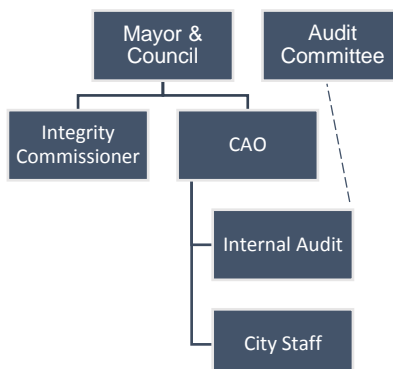 Mayor &
Council
Audit
Committee
Integrity
Commissioner
CAO
Internal Audit
City Staff